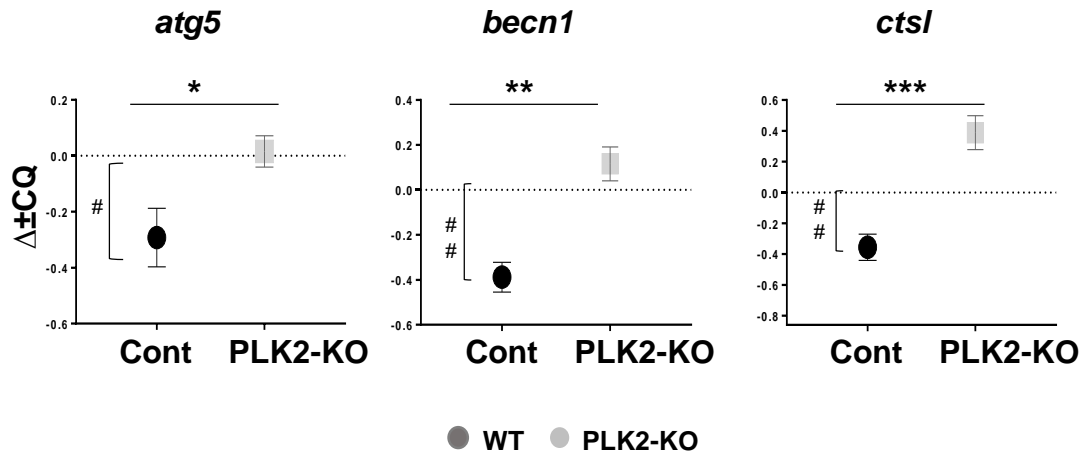 atg5
becn1
ctsl
*
**
***
Δ±CQ
0.2
0.0
-0.2
-0.4
-0.6
#
Cont
PLK2-KO
0.4
0.2
0.0
-0.2
-0.4
-0.6
#
#
Cont
PLK2-KO
0.6
0.4
0.2
0.0
-0.2
-0.4
-0.6
-0.8
#
#
Cont
PLK2-KO
WT
PLK2-KO